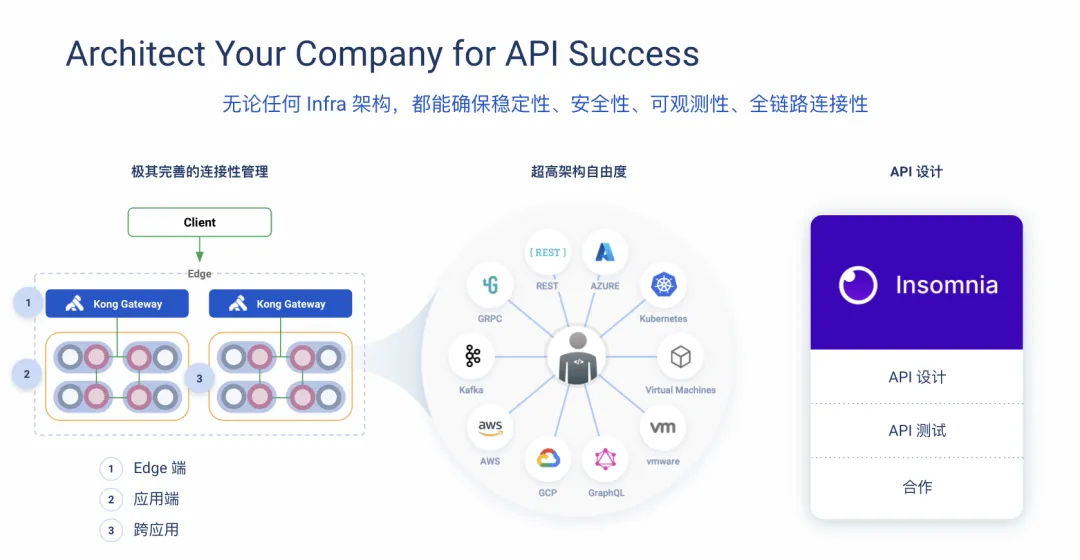 Architect Your Company for API Success
无论任何 Infra 架构，都能确保稳定性、安全性、可观测性、全链路连接性
极其完善的连接性管理
Client
Edge
1
Kong Gateway
Kong Gateway
2
3
1 Edge 端
2 应用端
3 跨应用
超高架构自由度
[ REST ]
REST
AZURE
GRPC
Kubernetes
Kafka
</>
Virtual Machines
aws
AWS
vm
vmware
GCP
GraphQL
API 设计
Insomnia
API 设计
API 测试
合作